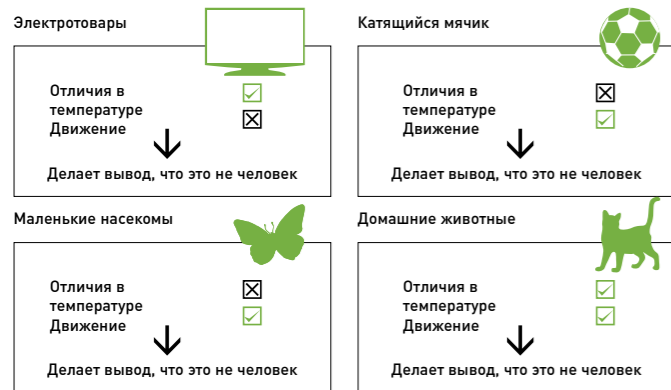 Электротовары
Отличия в
температуре
Движение
Делает вывод, что это не человек
Катящийся мячик
Отличия в
температуре
Движение
Делает вывод, что это не человек
Маленькие насекомы
Отличия в
температуре
Движение
Делает вывод, что это не человек
Домашние животные
Отличия в
температуре
Движение
Делает вывод, что это не человек